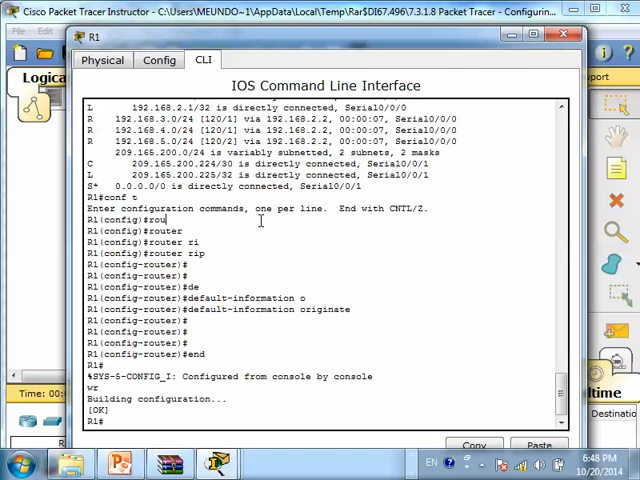 Cisco Packet Tracer - C:\Users\MEUNDO~1\AppData\Local\Temp\Rar$DI67.496\7.3.1.8 Packet Tracer - Configurin...
File
R1
Physical
Config
CLI
Logical
IOS Command Line Interface
L 192.168.2.1/32 is directly connected, Serial0/0/0
R 192.168.3.0/24 [120/1] via 192.168.2.2, 00:00:07, Serial0/0/0
R 192.168.4.0/24 [120/1] via 192.168.2.2, 00:00:07, Serial0/0/0
R 192.168.5.0/24 [120/2] via 192.168.2.2, 00:00:07, Serial0/0/0
209.165.200.0/24 is variably subnetted, 2 subnets, 2 masks
C 209.165.200.224/30 is directly connected, Serial0/0/1
L 209.165.200.225/32 is directly connected, Serial0/0/1
S* 0.0.0.0/0 is directly connected, Serial0/0/1
R1#conf t
Enter configuration commands, one per line. End with CNTL/Z.
R1(config)#rou
R1(config)#router
R1(config)#router ri
R1(config)#router rip
R1(config-router)#
R1(config-router)#
R1(config-router)#de
R1(config-router)#default-information o
R1(config-router)#default-information originate
R1(config-router)#
R1(config-router)#
R1(config-router)#
R1(config-router)#end
R1#
%SYS-5-CONFIG_I: Configured from console by console
wr
Building configuration...
[OK]
R1#
Copy
Paste
port
Time: 00:
ltime
Destinatio
EN
6:48 PM
10/20/2014